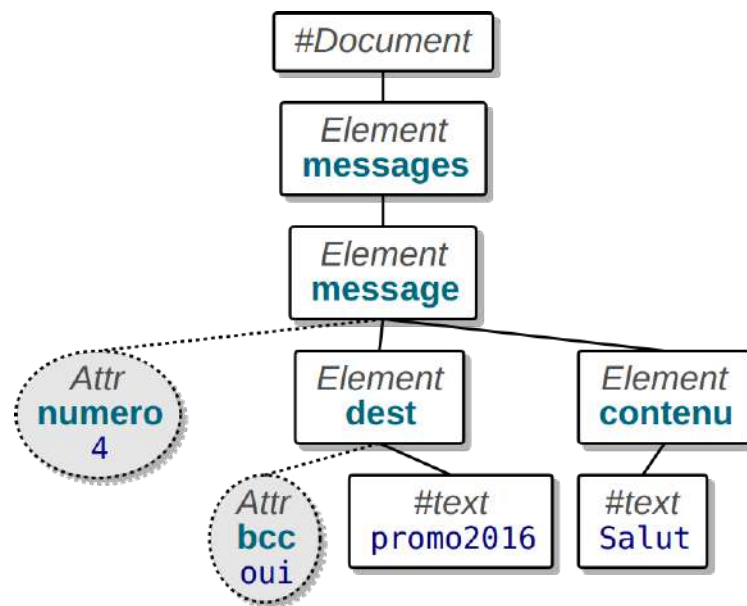 #Document
Element
messages
Element
message
Attr
numero
4
Element
dest
Element
contenu
Attr
bcc
oui
#text
promo2016
#text
Salut